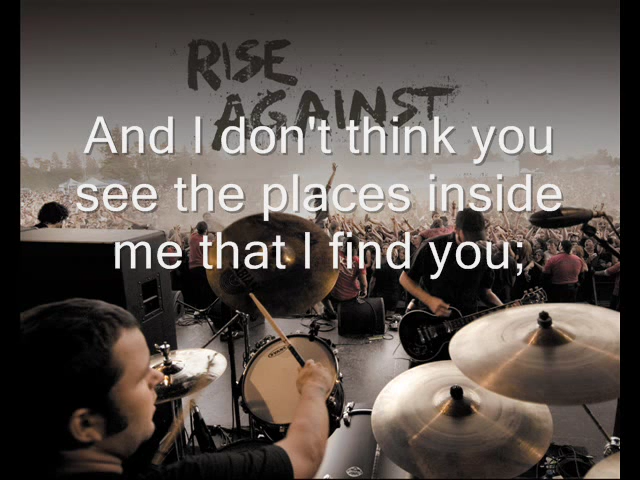 RISE
AGAINST
And I don't think you
see the places inside
me that I find you;